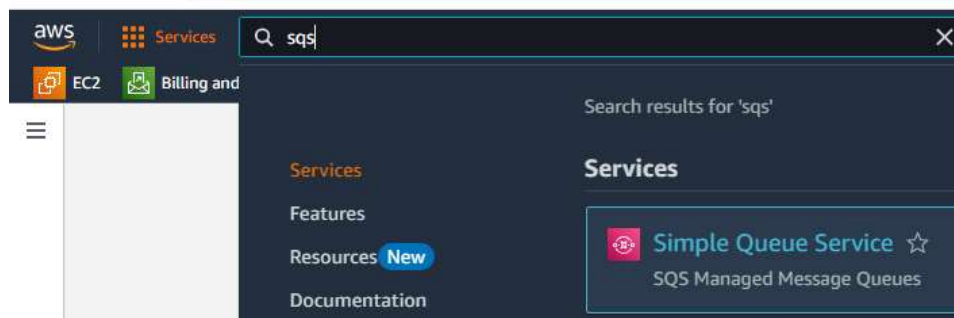 aws Services sqs
EC2 Billing and
Search results for 'sqs'
Services
Services
Features
Resources New
Documentation
Simple Queue Service
SQS Managed Message Queues